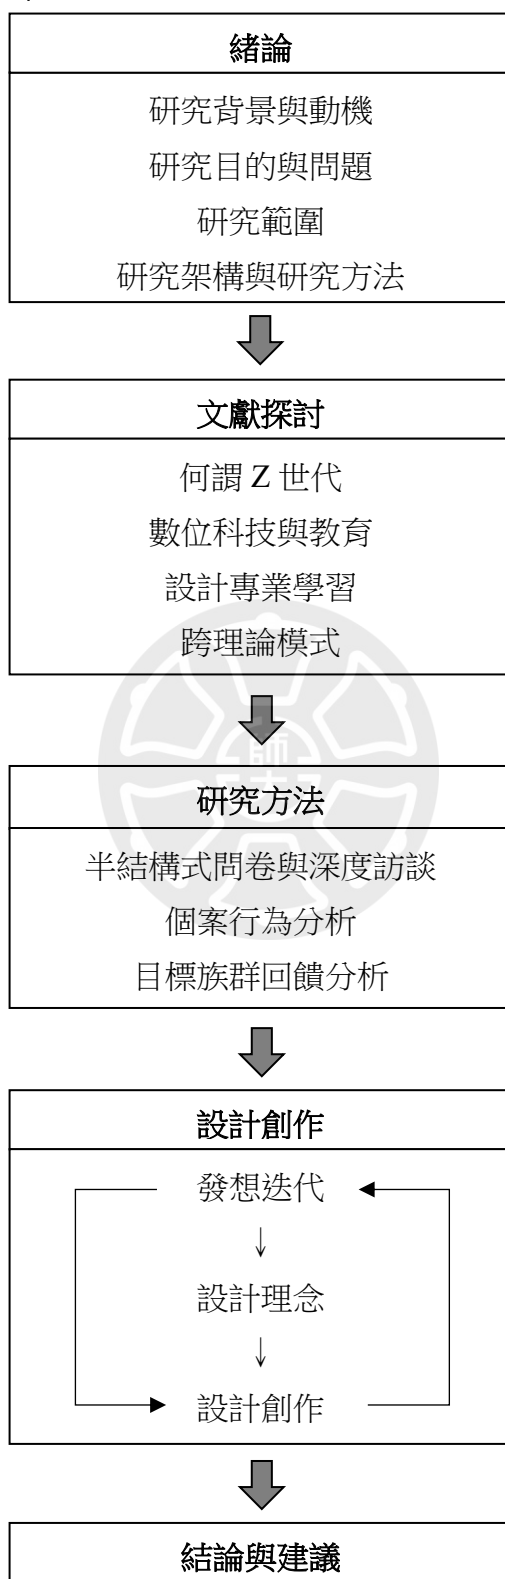 緒論
研究背景與動機
研究目的與問題
研究範圍
研究架構與研究方法
文獻探討
何謂 Z 世代
數位科技與教育
設計專業學習
跨理論模式
師大
研究方法
半結構式問卷與深度訪談
個案行為分析
目標族群回饋分析
設計創作
發想迭代
設計理念
設計創作
結論與建議